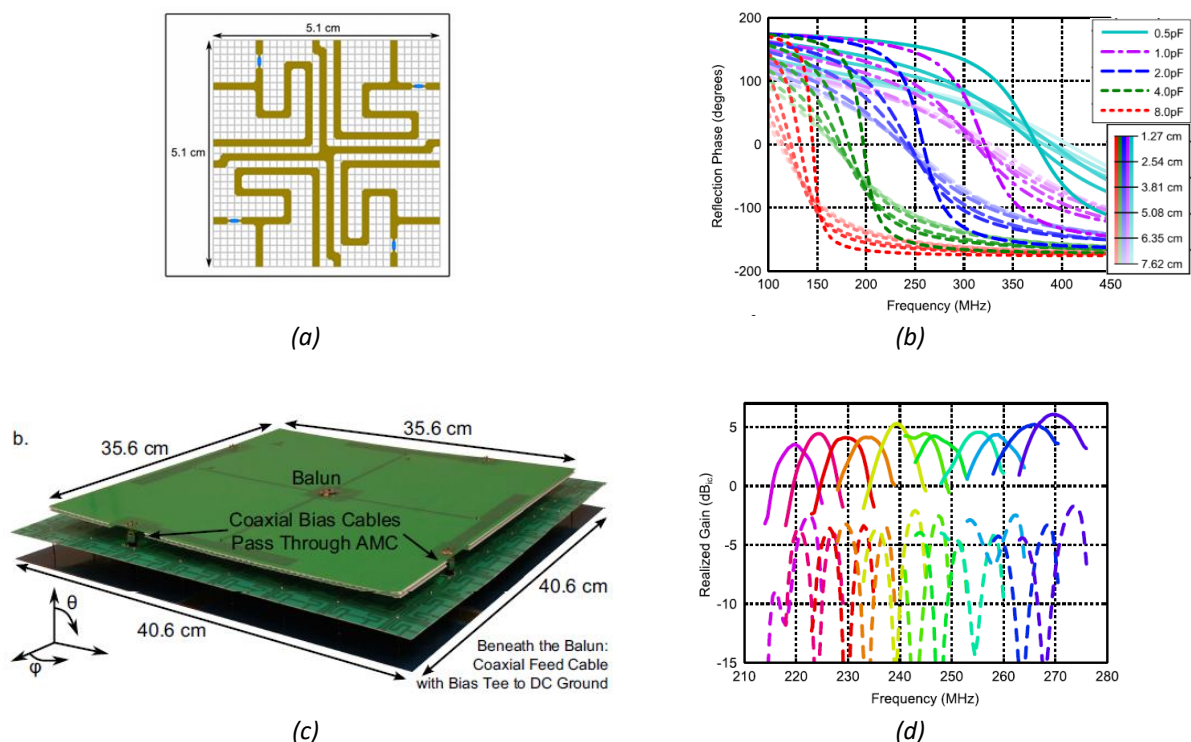 5.1 cm
5.1 cm
(a)
200
100
0
-100
-200
Reflection Phase (degrees)
100 150 200 250 300 350 400 450
Frequency (MHz)
0.5pF
1.0pF
2.0pF
4.0pF
8.0pF
1.27 cm
2.54 cm
3.81 cm
5.08 cm
6.35 cm
7.62 cm
(b)
b.
35.6 cm
35.6 cm
Balun
Coaxial Bias Cables
Pass Through AMC
40.6 cm
40.6 cm
θ
φ
Beneath the Balun:
Coaxial Feed Cable
with Bias Tee to DC Ground
(c)
5
0
-5
-10
-15
Realized Gain (dBic)
210 220 230 240 250 260 270 280
Frequency (MHz)
(d)